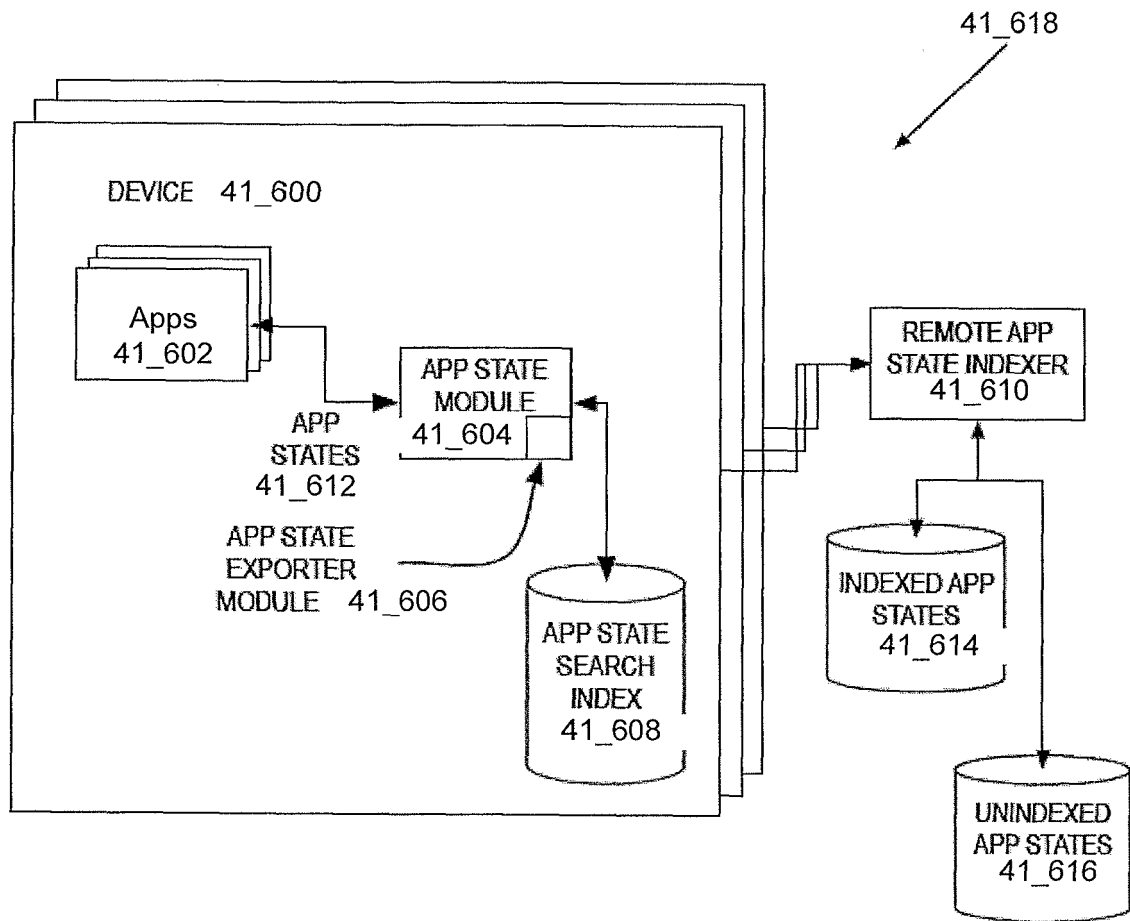 41_618
DEVICE 41_600
Apps
41_602
APP STATE
MODULE
41_604
APP
STATES
41_612
APP STATE
EXPORTER
MODULE 41_606
APP STATE
SEARCH
INDEX
41_608
REMOTE APP
STATE INDEXER
41_610
INDEXED APP
STATES
41_614
UNINDEXED
APP STATES
41_616